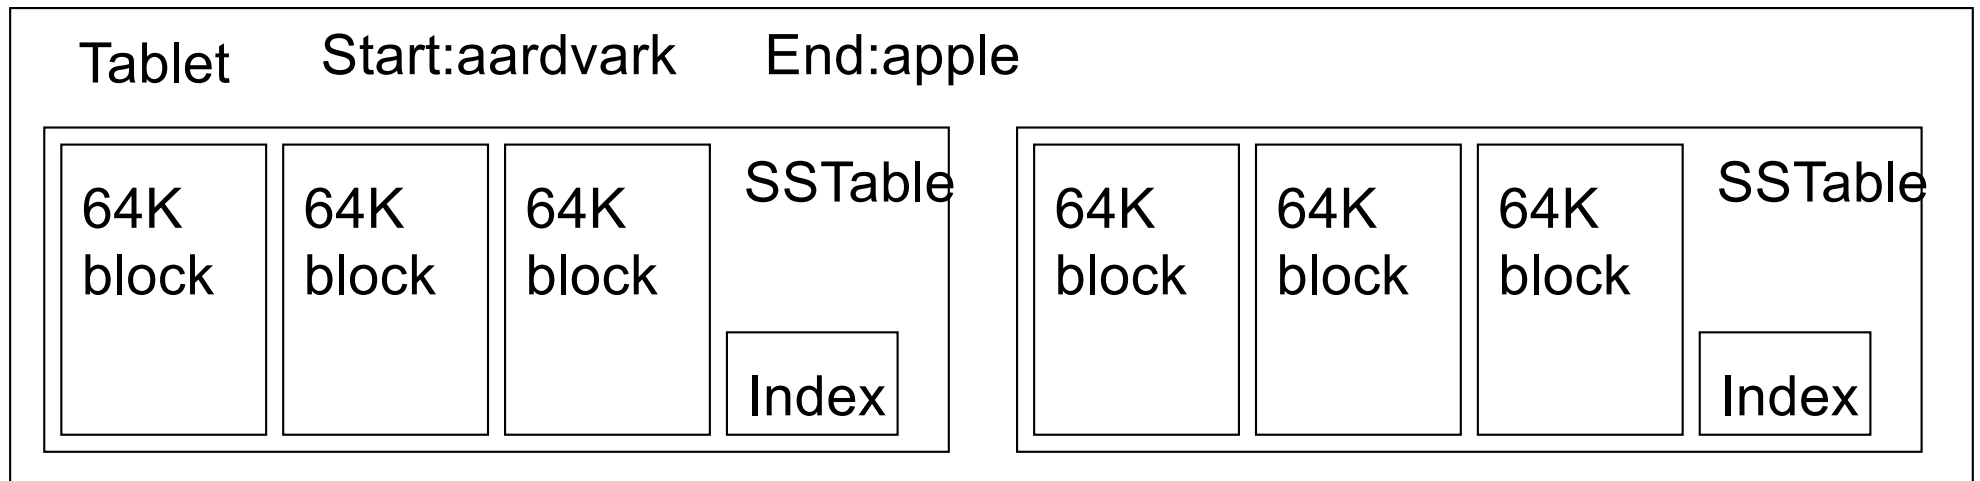 Tablet Start:aardvark End:apple
64K 64K 64K SSTable
block block block
Index
64K 64K 64K SSTable
block block block
Index